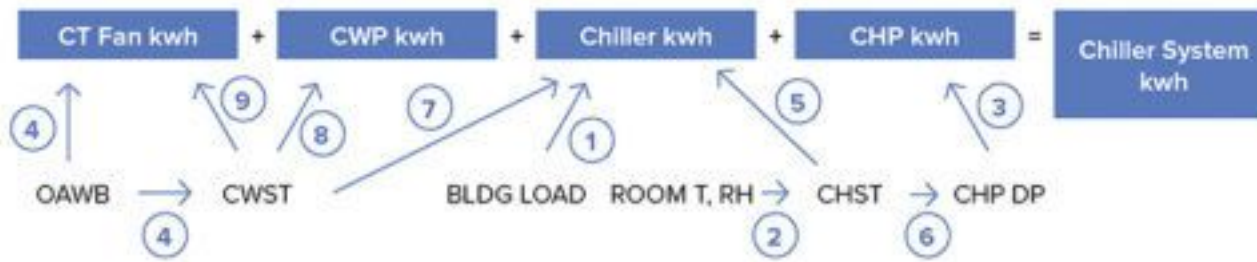 CT Fan kwh + CWP kwh + Chiller kwh + CHP kwh = Chiller System kwh
4 9 8 7 1 5 3
OAWB CWST BLDG LOAD ROOM T, RH CHST CHP DP
4 2 6